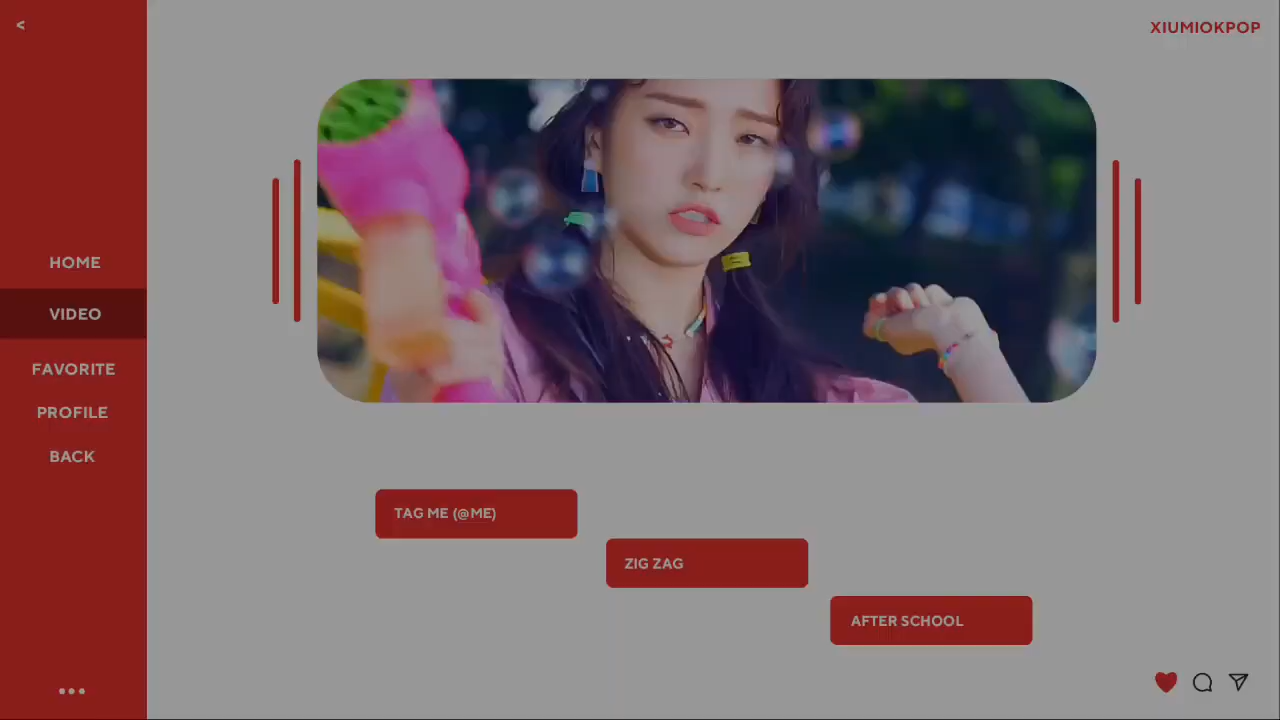 <
XIUMIOKPOP
HOME
VIDEO
FAVORITE
PROFILE
BACK
TAG ME (@ME)
ZIG ZAG
AFTER SCHOOL